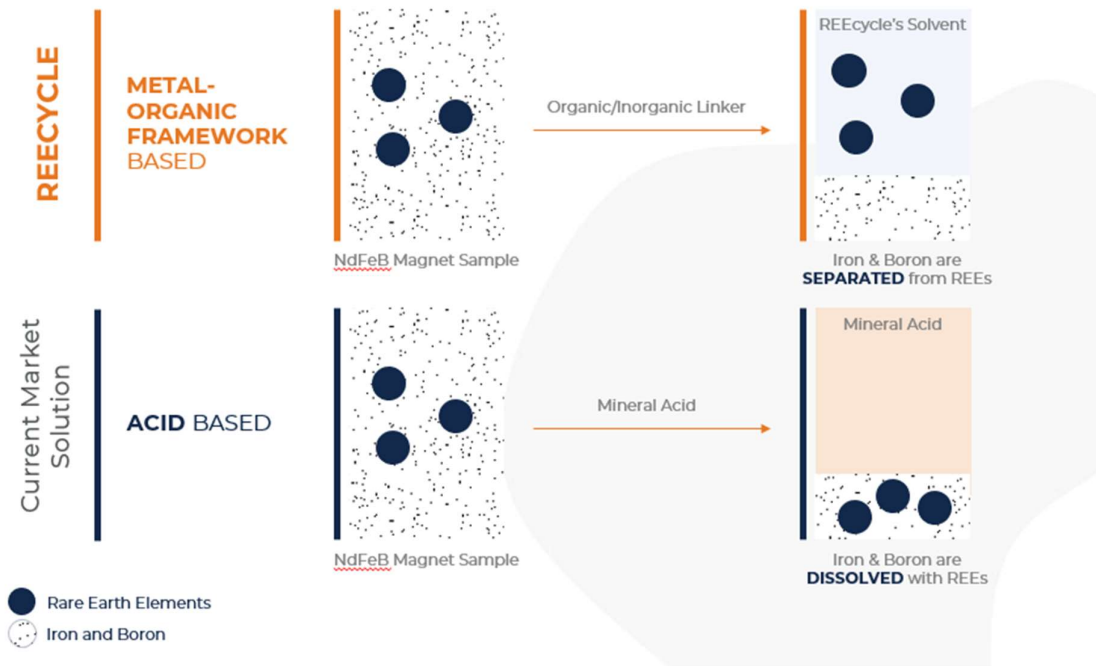 REECYCLE
METAL-
ORGANIC
FRAMEWORK
BASED
NdFeB Magnet Sample
Organic/Inorganic Linker
REEcycle's Solvent
Iron & Boron are
SEPARATED from REEs
Current Market
Solution
ACID BASED
NdFeB Magnet Sample
Mineral Acid
Mineral Acid
Iron & Boron are
DISSOLVED with REEs
Rare Earth Elements
Iron and Boron